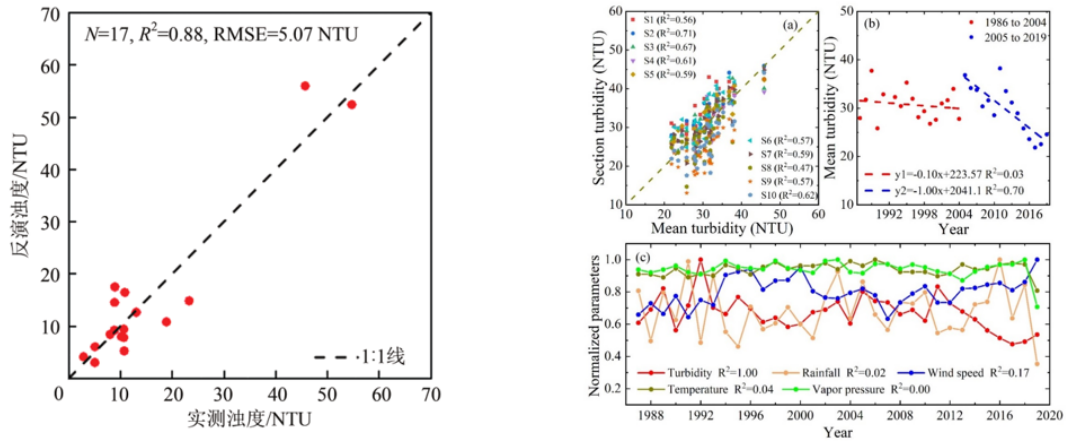 N=17, R²=0.88, RMSE=5.07 NTU
反演浊度/NTU
70
60
50
40
30
20
10
0
10
20
30
40
50
60
70
1:1线
实测浊度/NTU
(a)
Section turbidity (NTU)
60
50
40
30
20
10
S1 (R²=0.56)
S2 (R²=0.71)
S3 (R²=0.67)
S4 (R²=0.61)
S5 (R²=0.59)
S6 (R²=0.57)
S7 (R²=0.59)
S8 (R²=0.47)
S9 (R²=0.57)
S10 (R²=0.62)
10
20
30
40
50
60
Mean turbidity (NTU)
(b)
1986 to 2004
2005 to 2019
Mean turbidity (NTU)
50
40
30
20
10
y1=-0.10x+223.57 R²=0.03
y2=-1.00x+2041.1 R²=0.70
1992
1998
2004
2010
2016
Year
(c)
Normalized parameters
1.0
0.8
0.6
0.4
0.2
Turbidity R²=1.00
Rainfall R²=0.02
Wind speed R²=0.17
Temperature R²=0.04
Vapor pressure R²=0.00
1988
1992
1996
2000
2004
2008
2012
2016
2020
Year